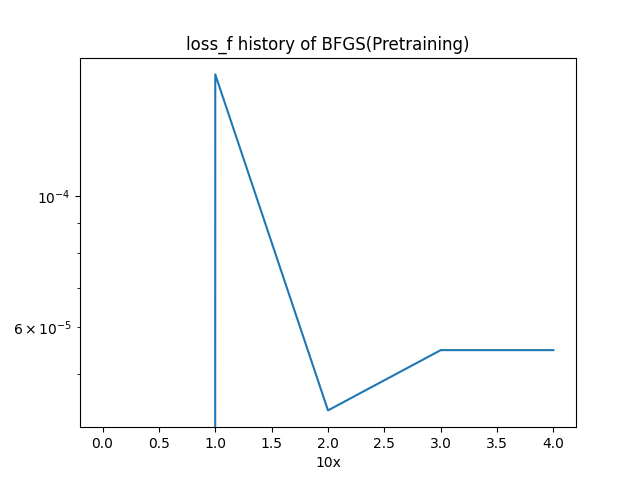 loss_f history of BFGS(Pretraining)
10⁻⁴
6 × 10⁻⁵
0.0 0.5 1.0 1.5 2.0 2.5 3.0 3.5 4.0
10x